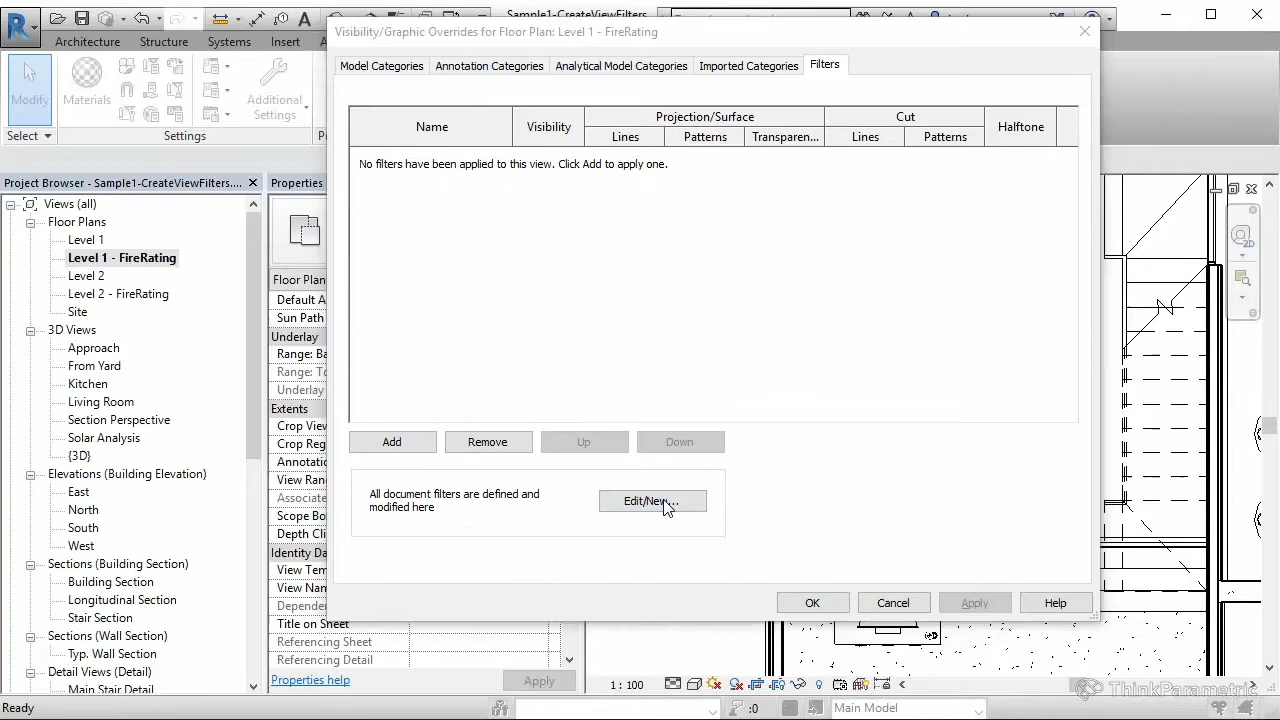 Sample1-CreateViewFilters
Visibility/Graphic Overrides for Floor Plan: Level 1 - FireRating
Architecture
Structure
Systems
Insert
Model Categories
Annotation Categories
Analytical Model Categories
Imported Categories
Filters
Modify
Materials
Additional
Settings
Select
Settings
Name
Visibility
Projection/Surface
Cut
Halftone
Lines
Patterns
Transparen...
Lines
Patterns
No filters have been applied to this view. Click Add to apply one.
Project Browser - Sample1-CreateViewFilters....
Properties
Views (all)
Floor Plans
Level 1
Level 1 - FireRating
Level 2
Level 2 - FireRating
Site
3D Views
Approach
From Yard
Kitchen
Living Room
Section Perspective
Solar Analysis
{3D}
Elevations (Building Elevation)
East
North
South
West
Sections (Building Section)
Building Section
Longitudinal Section
Stair Section
Sections (Wall Section)
Typ. Wall Section
Detail Views (Detail)
Main Stair Detail
Floor Plan
Default A
Sun Path
Underlay
Range: Ba
Range: To
Underlay
Extents
Crop View
Crop Reg
Annotatio
View Ran
Associate
Scope Bo
Depth Cli
Identity Da
View Tem
View Nam
Depende
Title on Sheet
Referencing Sheet
Referencing Detail
Properties help
Apply
Add
Remove
Up
Down
All document filters are defined and
modified here
Edit/New...
OK
Cancel
Apply
Help
2D
1 : 100
ThinkParametric
Ready
:0
Main Model